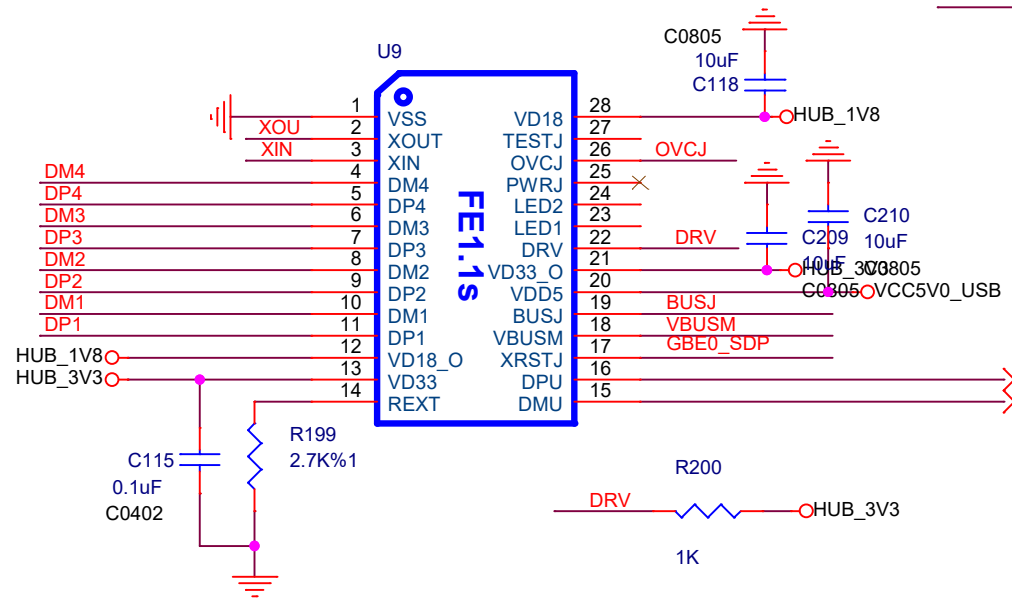 C0805
10uF
C118
U9
HUB_1V8
1 VSS VD18 28
XOU 2 XOUT TESTJ 27
XIN 3 XIN OVCJ 26 OVCJ
DM4 4 DM4 PWRJ 25
DP4 5 DP4 LED2 24
DM3 6 DM3 LED1 23
DP3 7 DP3 DRV 22 DRV
DM2 8 DM2 VD33_O 21 HUB_3V3
DP2 9 DP2 VDD5 20 VCC5V0_USB
DM1 10 DM1 BUSJ 19 BUSJ
DP1 11 DP1 VBUSM 18 VBUSM
HUB_1V8 12 VD18_O XRSTJ 17 GBE0_SDP
HUB_3V3 13 VD33 DPU 16
14 REXT DMU 15
FE1.1s
C210
10uF
C0805
C209
10uF
C0805
R199
2.7K%1
C115
0.1uF
C0402
R200
DRV
HUB_3V3
1K